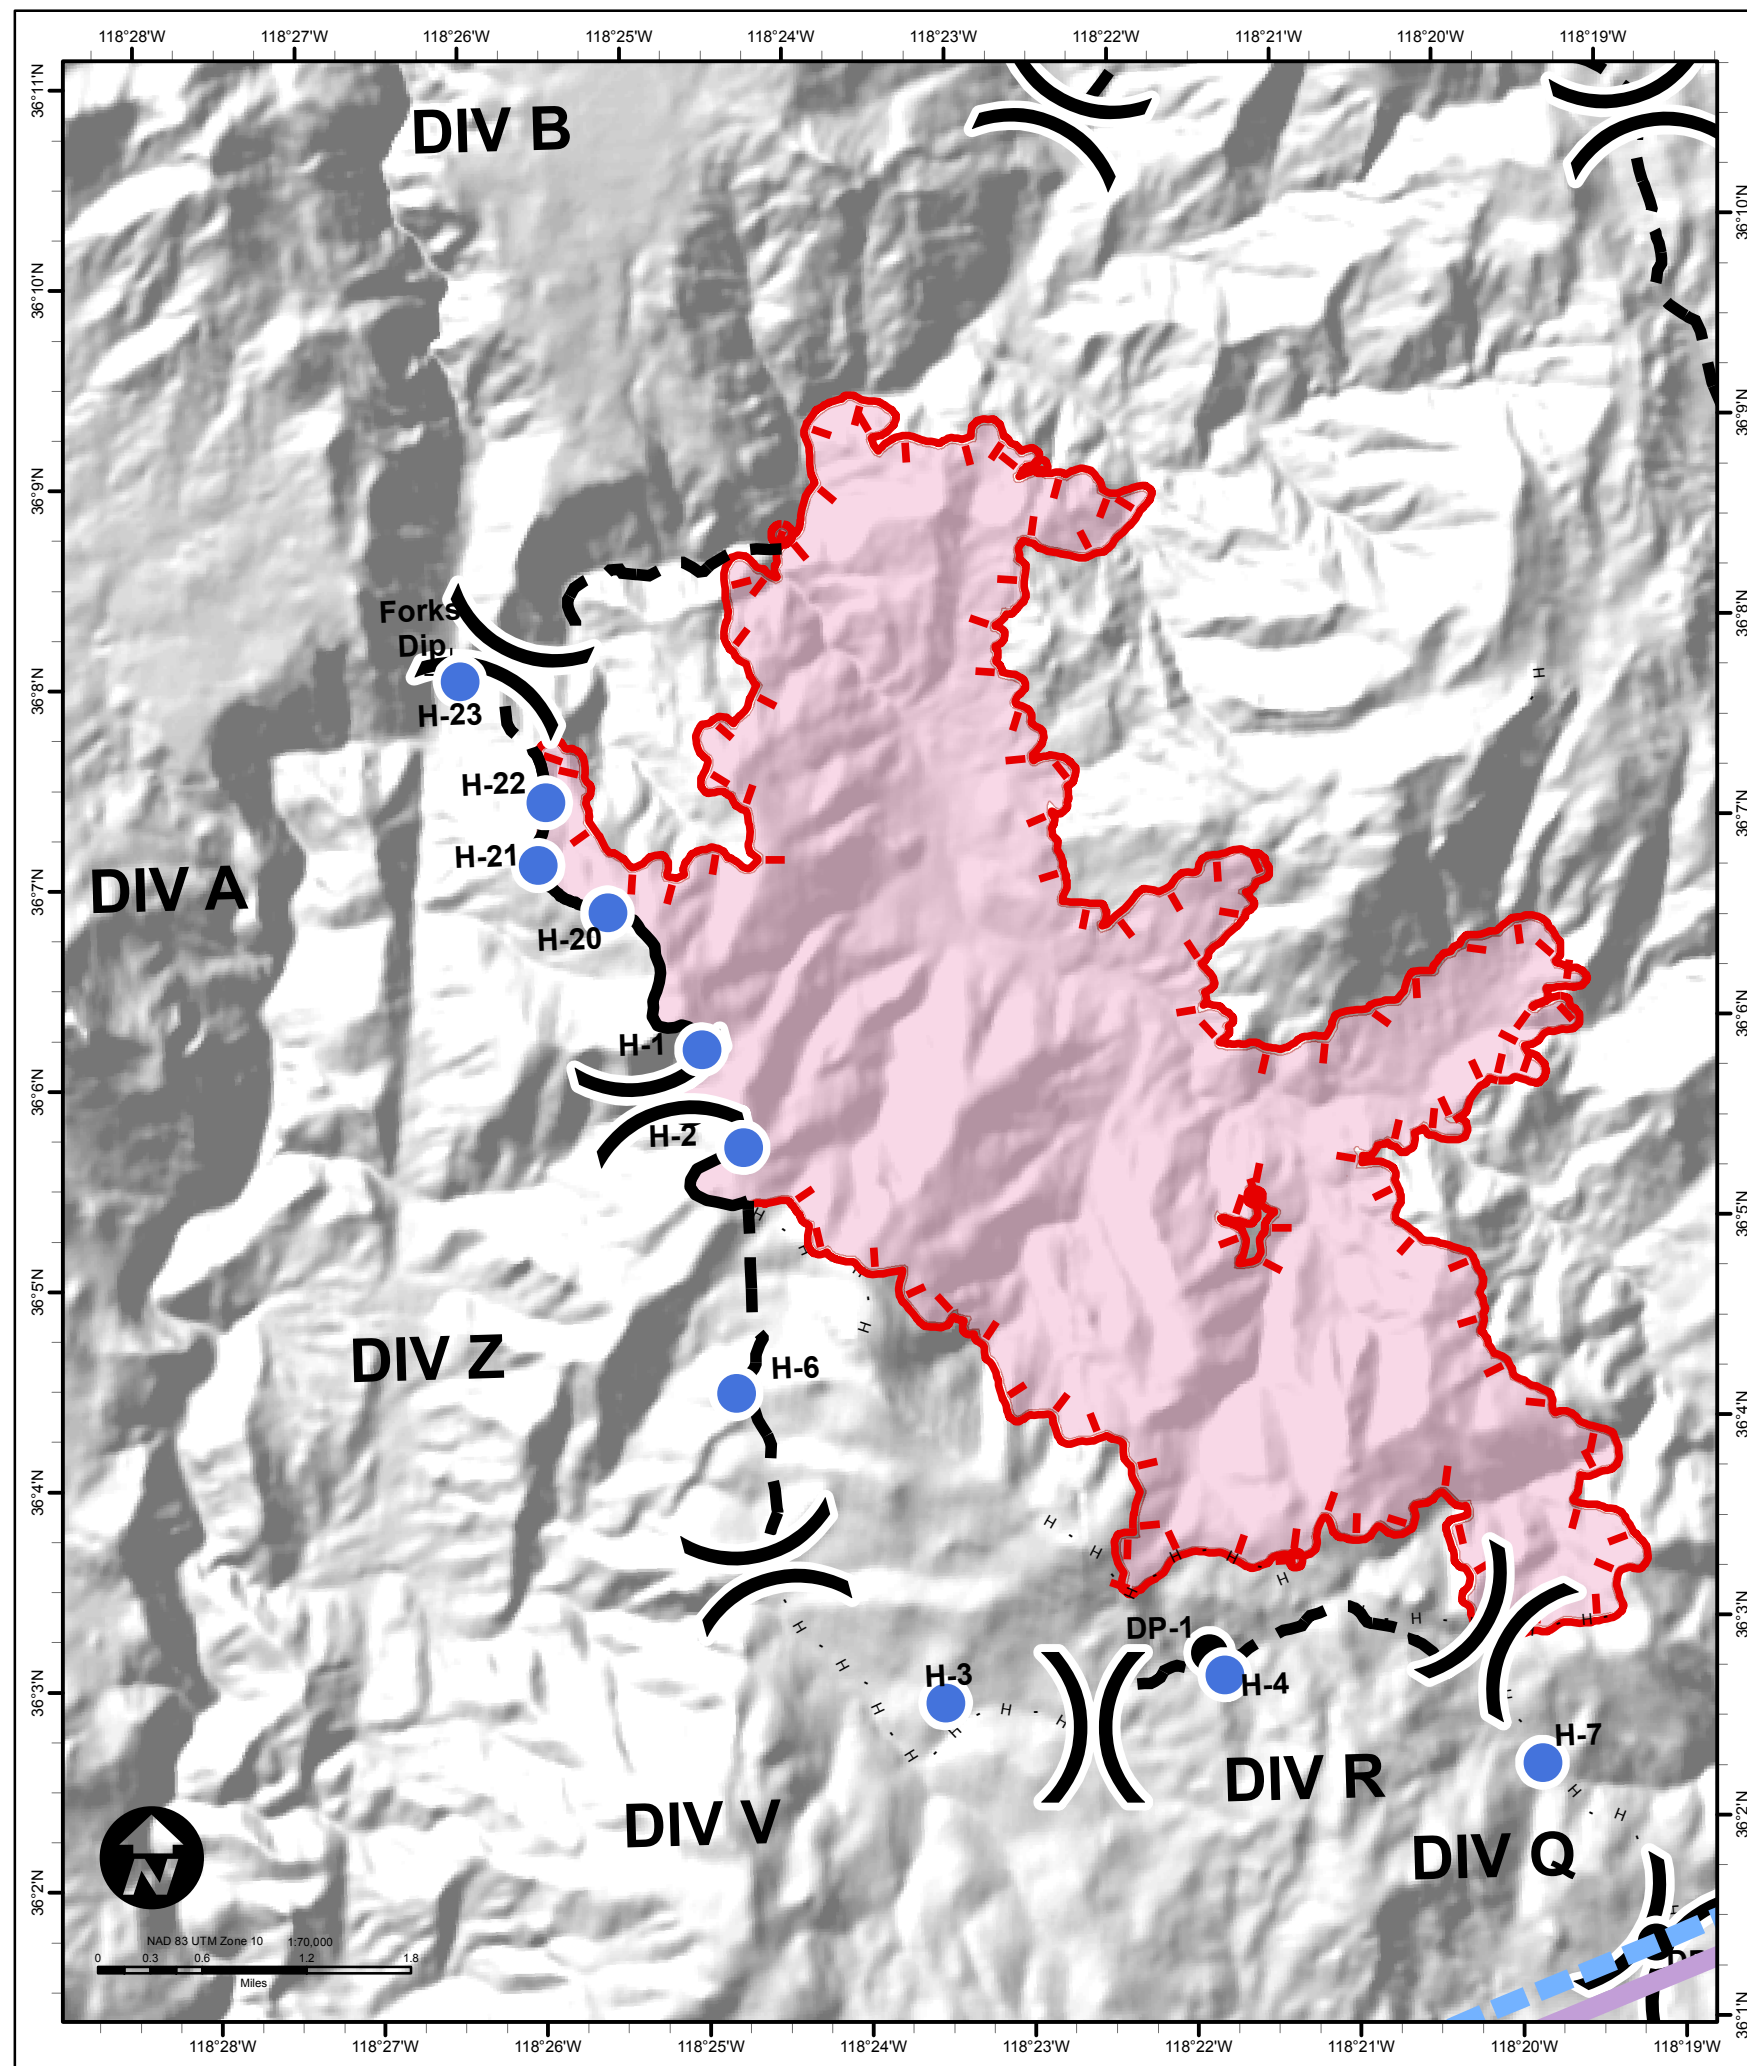 118°28'W 118°27'W 118°26'W 118°25'W 118°24'W 118°23'W 118°22'W 118°21'W 118°20'W 118°19'W
36°11'N
36°10'N
36°9'N
36°8'N
36°7'N
36°6'N
36°5'N
36°4'N
36°3'N
36°2'N
36°10'N
36°9'N
36°8'N
36°7'N
36°6'N
36°5'N
36°4'N
36°3'N
36°2'N
36°1'N
DIV B
Forks
Dip
H-23
H-22
H-21
DIV A
H-20
H-1
H-2
DIV Z
H-6
DP-1
H-3
H-4
H-7
DIV R
DIV V
DIV Q
N
NAD 83 UTM Zone 10 1:70,000
0 0.3 0.6 1.2 1.8
Miles
118°28'W 118°27'W 118°26'W 118°25'W 118°24'W 118°23'W 118°22'W 118°21'W 118°20'W 118°19'W